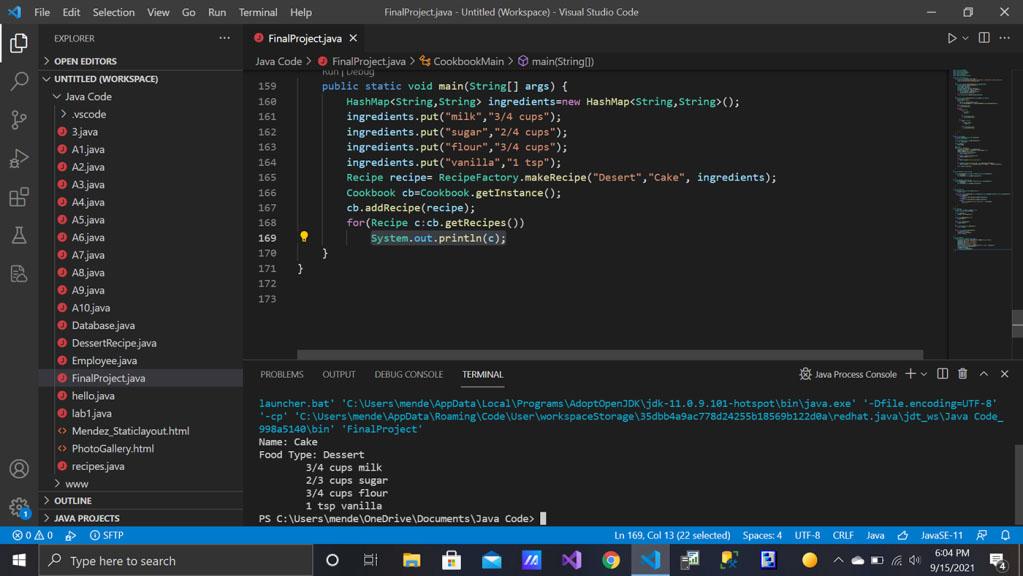 File Edit Selection View Go Run Terminal Help FinalProject.java - Untitled (Workspace) - Visual Studio Code
EXPLORER
OPEN EDITORS
UNTITLED (WORKSPACE)
Java Code
.vscode
3.java
A1.java
A2.java
A3.java
A4.java
A5.java
A6.java
A7.java
A8.java
A9.java
A10.java
Database.java
DessertRecipe.java
Employee.java
FinalProject.java
hello.java
lab1.java
Mendez_Staticlayout.html
PhotoGallery.html
recipes.java
www
OUTLINE
JAVA PROJECTS
FinalProject.java
Java Code > FinalProject.java > CookbookMain > main(String[])
Run | Debug
159 public static void main(String[] args) {
160 HashMap<String,String> ingredients=new HashMap<String,String>();
161 ingredients.put("milk","3/4 cups");
162 ingredients.put("sugar","2/4 cups");
163 ingredients.put("flour","3/4 cups");
164 ingredients.put("vanilla","1 tsp");
165 Recipe recipe= RecipeFactory.makeRecipe("Desert","Cake", ingredients);
166 Cookbook cb=Cookbook.getInstance();
167 cb.addRecipe(recipe);
168 for(Recipe c:cb.getRecipes())
169 System.out.println(c);
170 }
171 }
172
173
PROBLEMS OUTPUT DEBUG CONSOLE TERMINAL Java Process Console
launcher.bat' 'C:\Users\mende\AppData\Local\Programs\AdoptOpenJDK\jdk-11.0.9.101-hotspot\bin\java.exe' '-Dfile.encoding=UTF-8'
'-cp' 'C:\Users\mende\AppData\Roaming\Code\User\workspaceStorage\35dbb4a9ac778d24255b18569b122d0a\redhat.java\jdt_ws\Java Code_
998a5140\bin' 'FinalProject'
Name: Cake
Food Type: Dessert
3/4 cups milk
2/3 cups sugar
3/4 cups flour
1 tsp vanilla
PS C:\Users\mende\OneDrive\Documents\Java Code>
1
0 0 SFTP Ln 169, Col 13 (22 selected) Spaces: 4 UTF-8 CRLF Java JavaSE-11
Type here to search
6:04 PM
9/15/2021
4